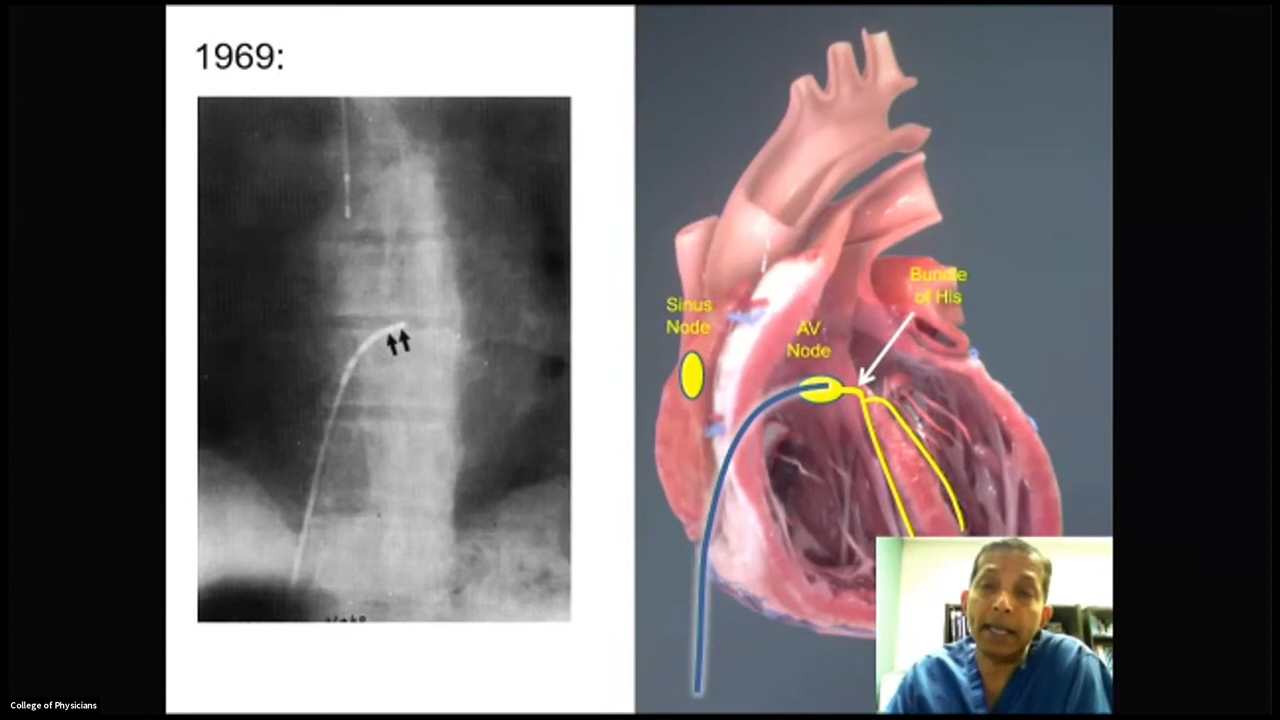 1969:
Sinus
Node
AV
Node
Bundle
of His
College of Physicians